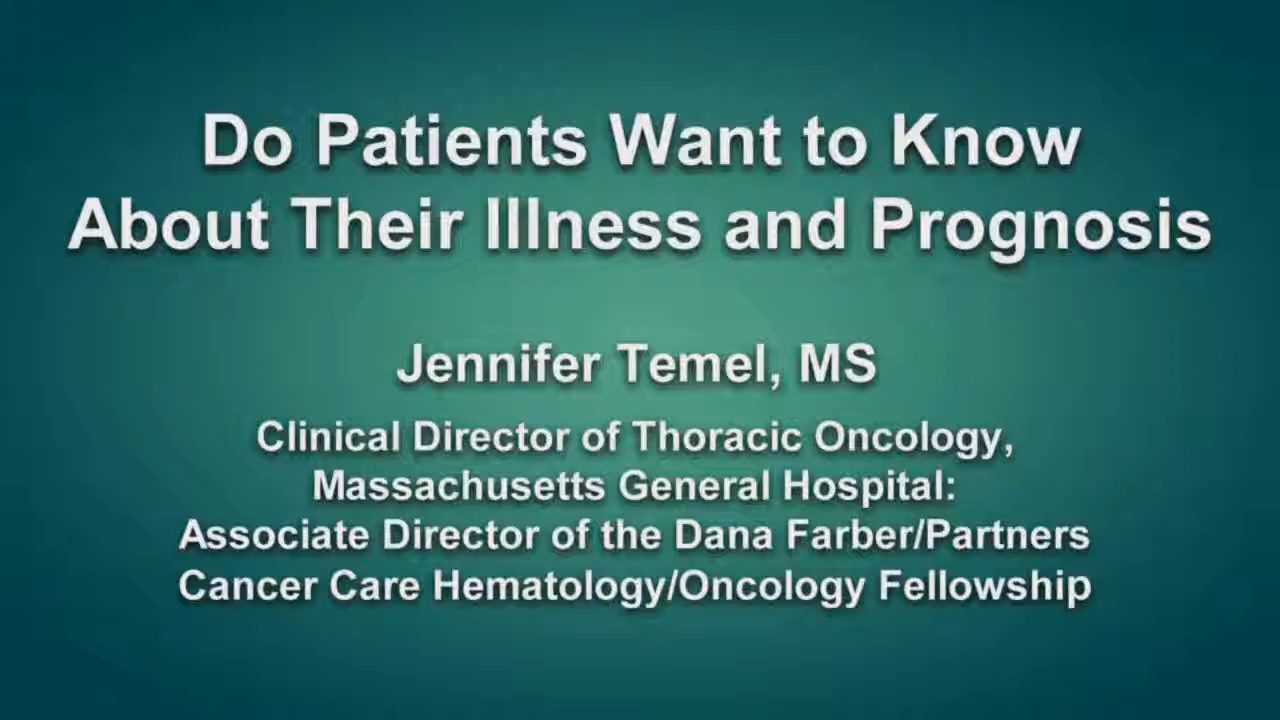 Do Patients Want to Know
About Their Illness and Prognosis
Jennifer Temel, MS
Clinical Director of Thoracic Oncology,
Massachusetts General Hospital:
Associate Director of the Dana Farber/Partners
Cancer Care Hematology/Oncology Fellowship